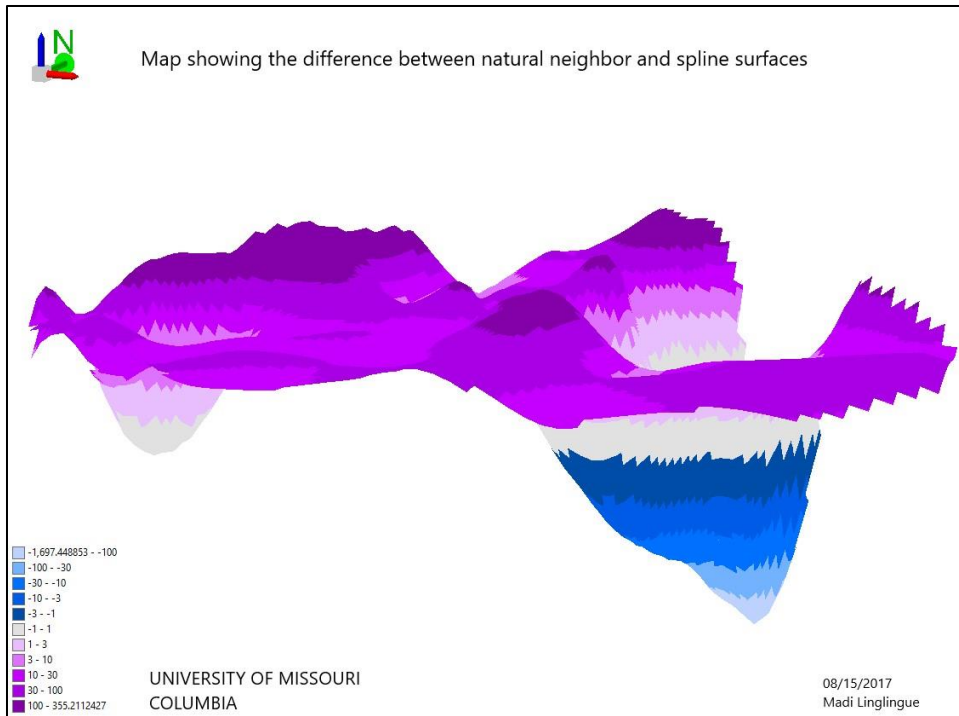 N
Map showing the difference between natural neighbor and spline surfaces
-1,697.448853 - -100
-100 - -30
-30 - -10
-10 - -3
-3 - -1
-1 - 1
1 - 3
3 - 10
10 - 30
30 - 100
100 - 355.2112427
UNIVERSITY OF MISSOURI
COLUMBIA
08/15/2017
Madi Linglingue